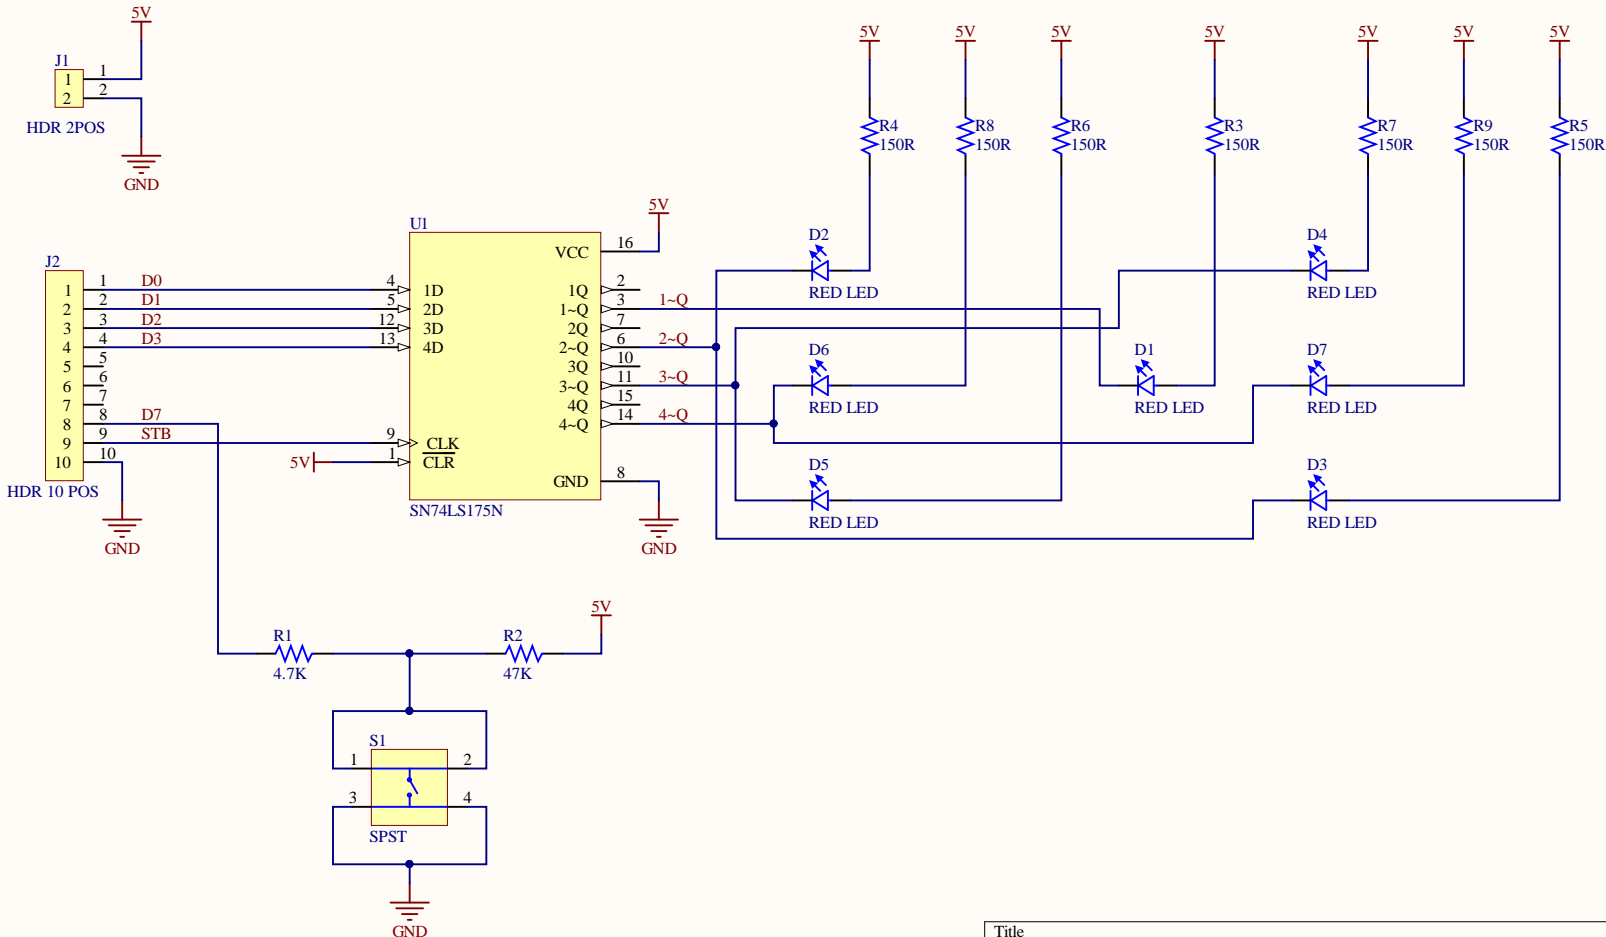 5V
J1
1 1
2 2
HDR 2POS
GND
5V 5V 5V 5V 5V 5V 5V
R4 R8 R6 R3 R7 R9 R5
150R 150R 150R 150R 150R 150R 150R
J2
1 1 D0
2 2 D1
3 3 D2
4 4 D3
5 5
6 6
7 7
8 8 D7
9 9 STB
10 10
HDR 10 POS
GND
U1
5V
VCC 16
4 1D 1Q 2
5 2D 1~Q 3 1~Q
12 3D 2Q 7
13 4D 2~Q 6 2~Q
3Q 10
3~Q 11 3~Q
4Q 15
4~Q 14 4~Q
9 CLK
5V 1 CLR
GND 8
SN74LS175N
GND
D2
RED LED
D4
RED LED
D6
RED LED
D1
RED LED
D7
RED LED
D5
RED LED
D3
RED LED
5V
R1 R2
4.7K 47K
S1
1 2
3 4
SPST
GND
Title